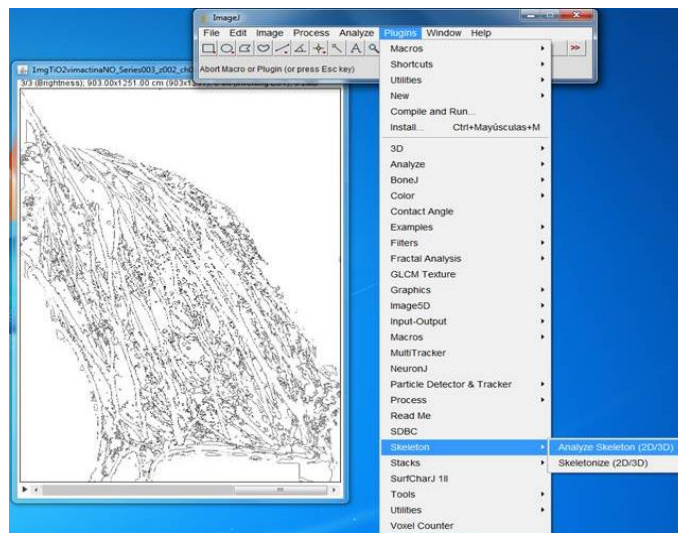 ImageJ
File Edit Image Process Analyze Plugins Window Help
A
>>
Abort Macro or Plugin (or press Esc key)
ImgTiO2vimactinaNO_Series003_z002_ch0
3/3 (Brightness); 903.00x1251.00 cm
Macros
Shortcuts
Utilities
New
Compile and Run...
Install... Ctrl+Mayúsculas+M
3D
Analyze
BoneJ
Color
Contact Angle
Examples
Filters
Fractal Analysis
GLCM Texture
Graphics
Image5D
Input-Output
Macros
MultiTracker
NeuronJ
Particle Detector & Tracker
Process
Read Me
SDBC
Skeleton
Analyze Skeleton (2D/3D)
Stacks
Skeletonize (2D/3D)
SurfCharJ 1l
Tools
Utilities
Voxel Counter